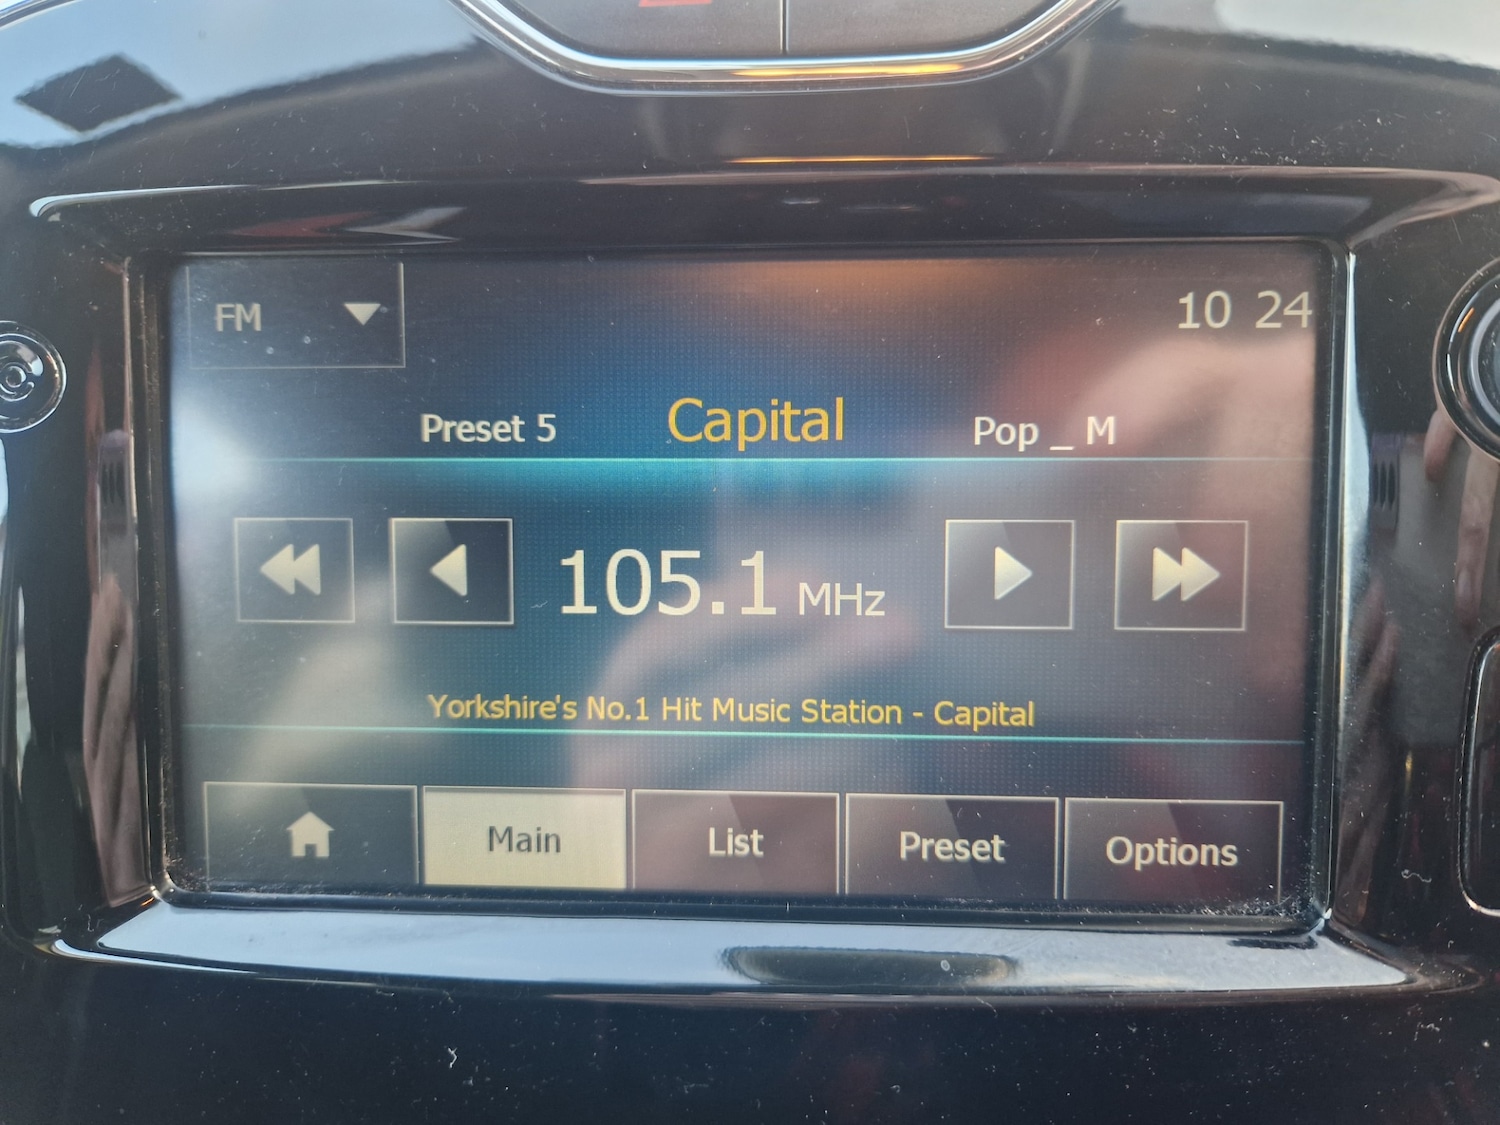 FM
10 24
Preset 5
Capital
Pop _ M
105.1 MHz
Yorkshire's No.1 Hit Music Station - Capital
Main
List
Preset
Options